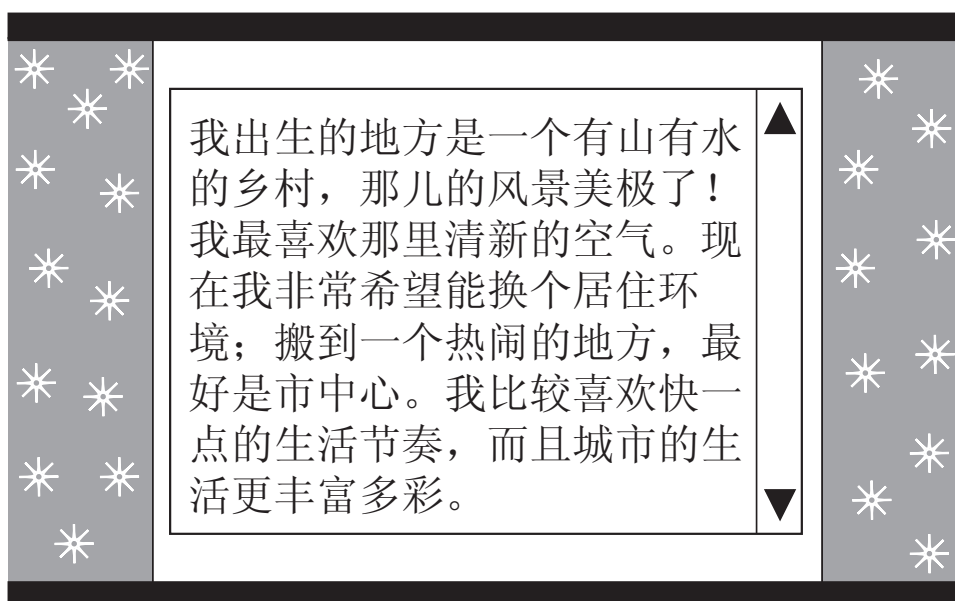 我出生的地方是一个有山有水
的乡村，那儿的风景美极了！
我最喜欢那里清新的空气。现
在我非常希望能换个居住环
境；搬到一个热闹的地方，最
好是市中心。我比较喜欢快一
点的生活节奏，而且城市的生
活更丰富多彩。